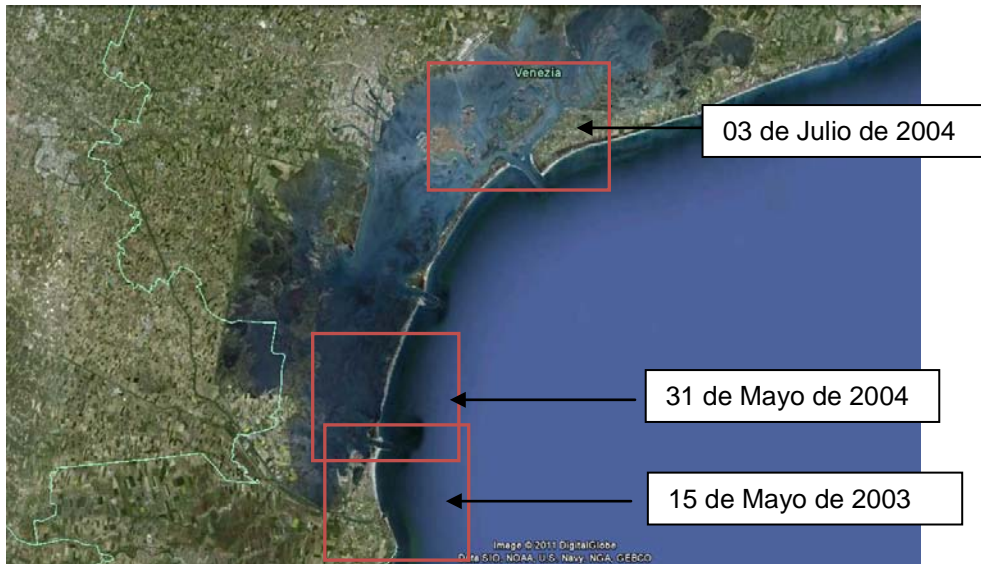 Venezia
03 de Julio de 2004
31 de Mayo de 2004
15 de Mayo de 2003
Image © 2011 DigitalGlobe
Data SIO, NOAA, U.S. Navy, NGA, GEBCO